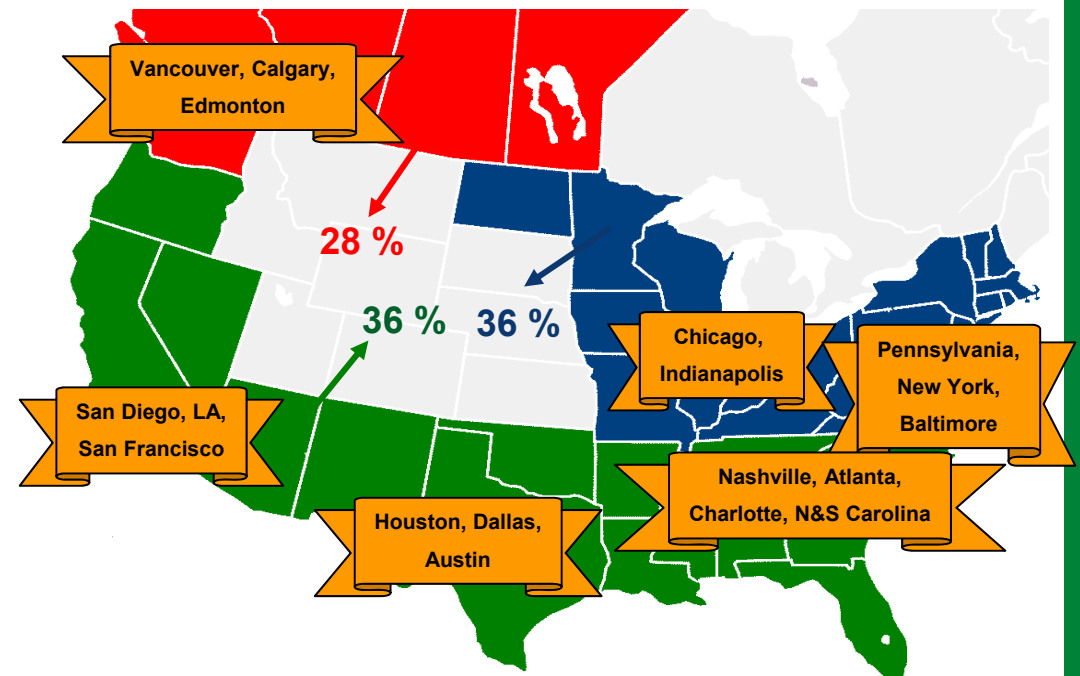 Vancouver, Calgary,
Edmonton
28 %
36 %
36 %
Chicago,
Indianapolis
Pennsylvania,
New York,
Baltimore
San Diego, LA,
San Francisco
Nashville, Atlanta,
Charlotte, N&S Carolina
Houston, Dallas,
Austin